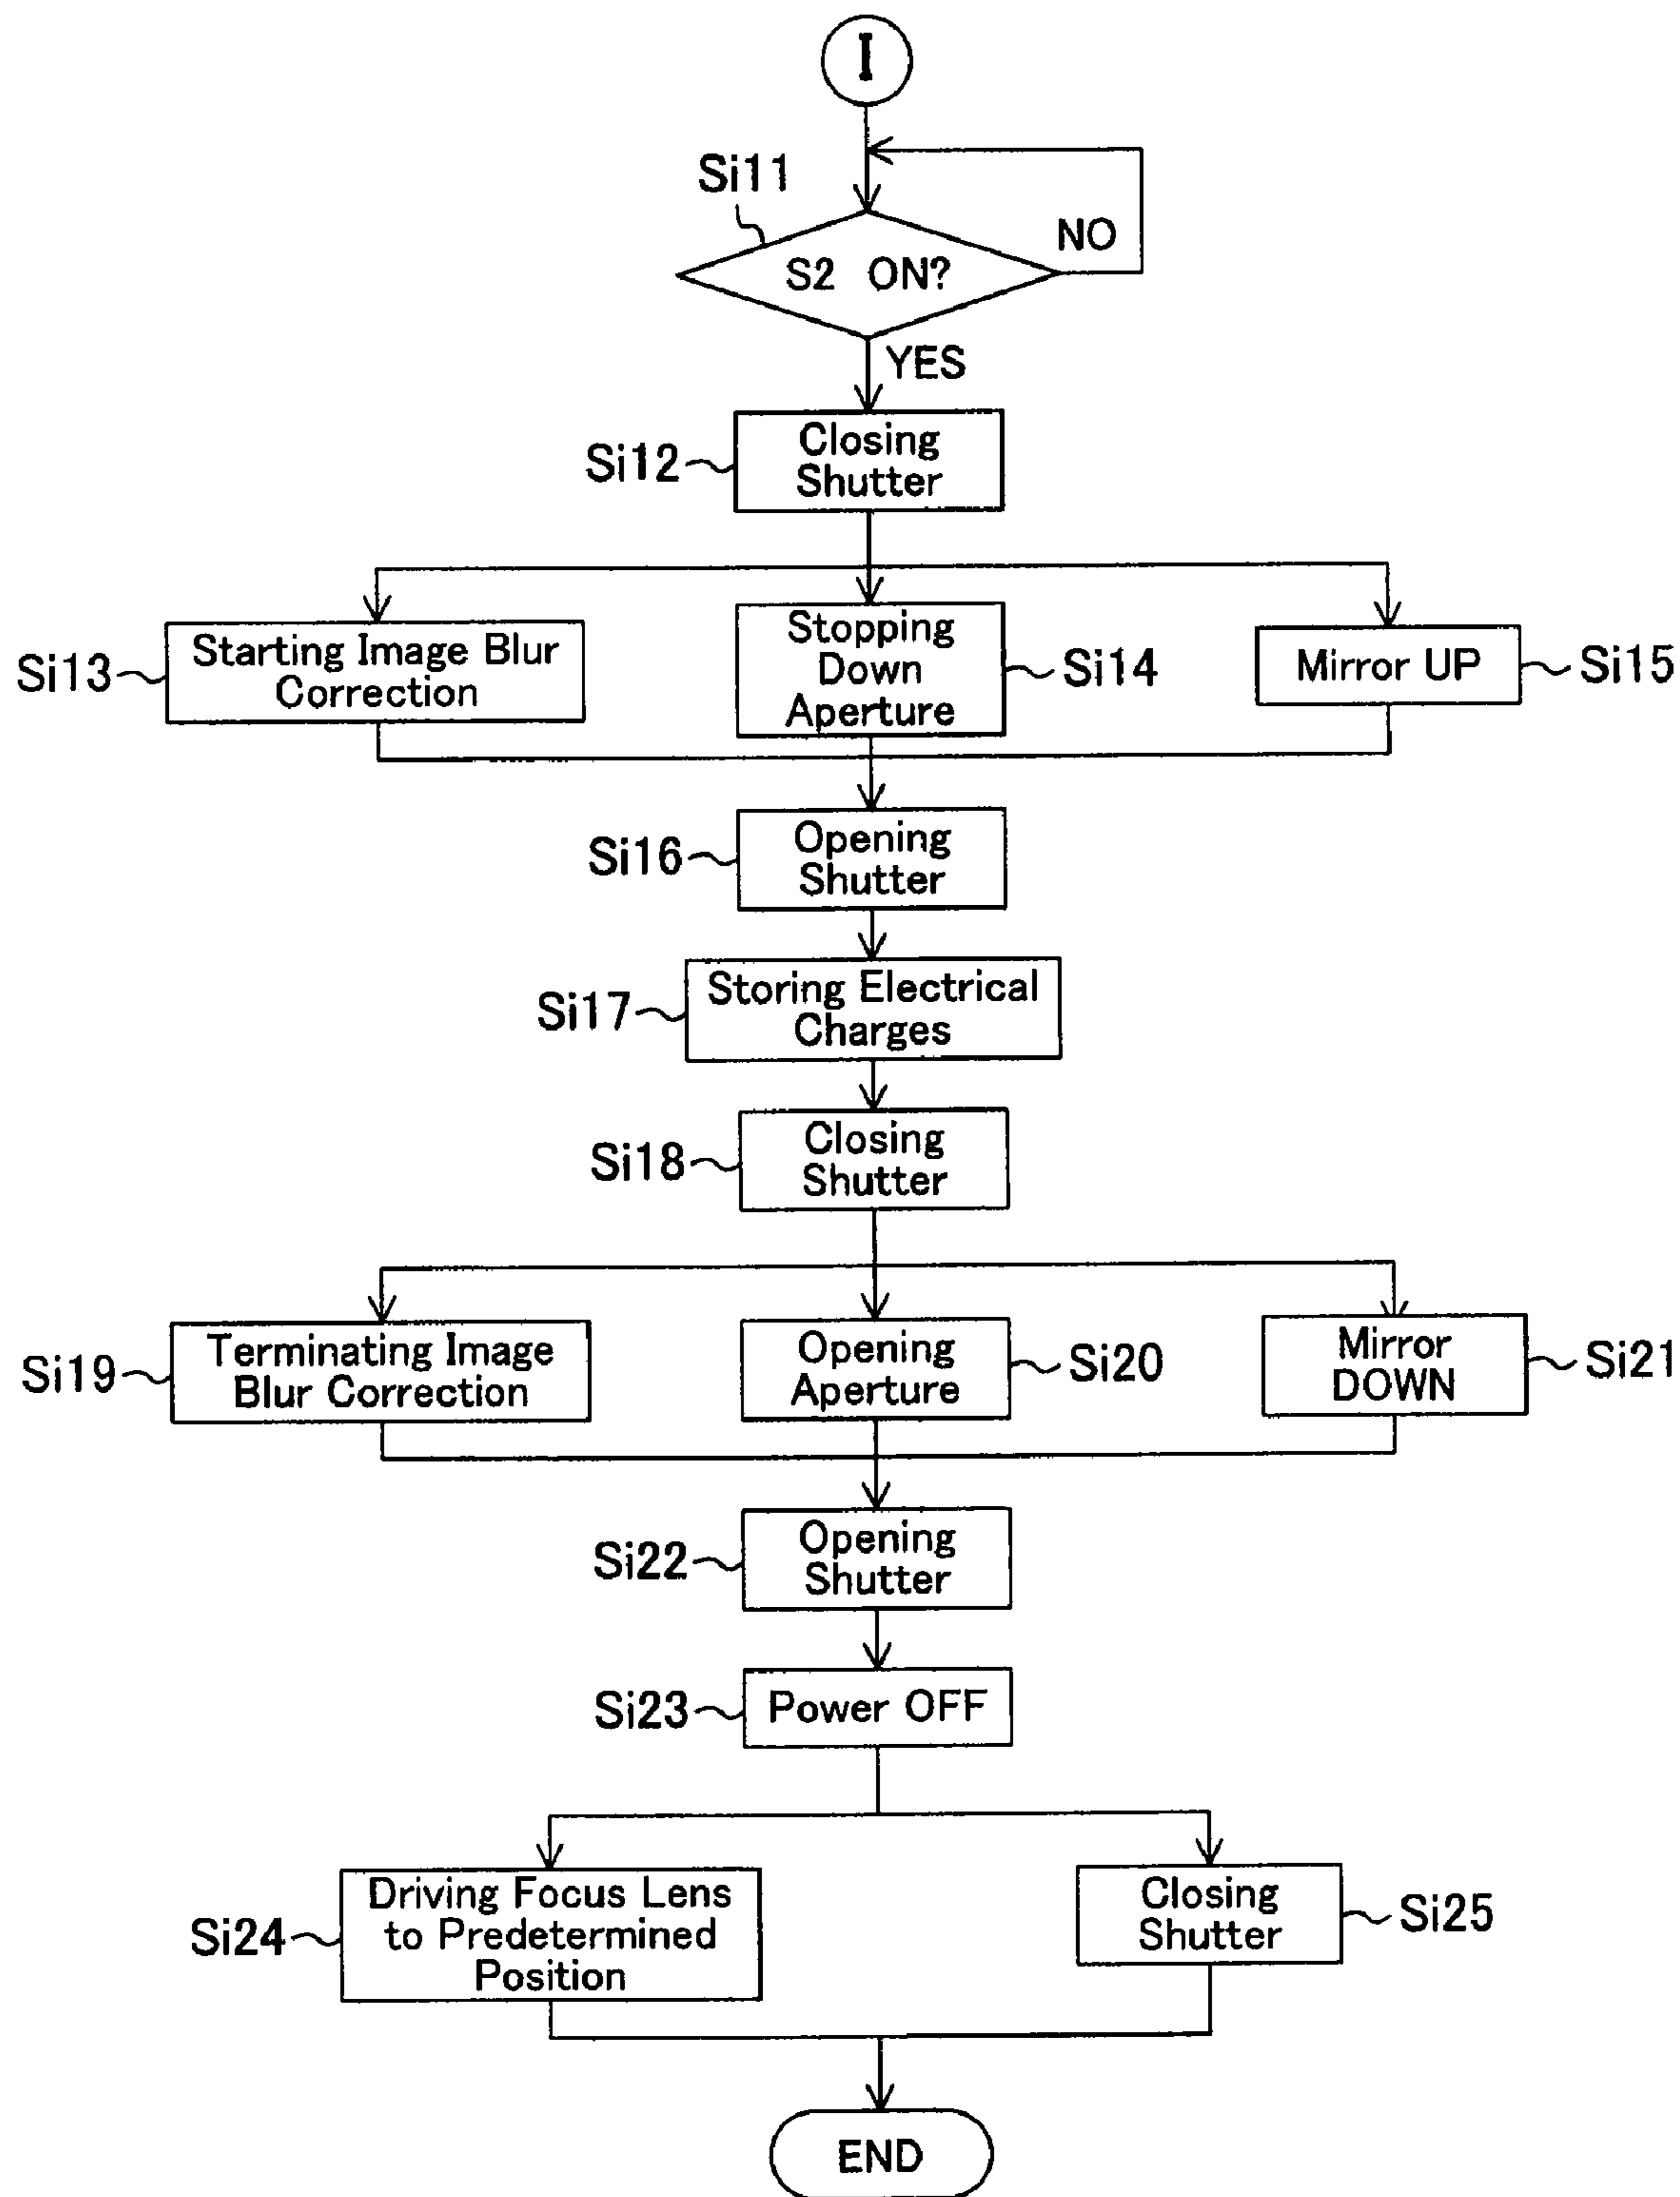 I
Si11
NO
S2 ON?
YES
Si12
Closing
Shutter
Si13
Starting Image Blur
Correction
Stopping
Down
Aperture
Si14
Mirror UP
Si15
Si16
Opening
Shutter
Si17
Storing Electrical
Charges
Si18
Closing
Shutter
Si19
Terminating Image
Blur Correction
Opening
Aperture
Si20
Mirror
DOWN
Si21
Si22
Opening
Shutter
Si23
Power OFF
Si24
Driving Focus Lens
to Predetermined
Position
Closing
Shutter
Si25
END